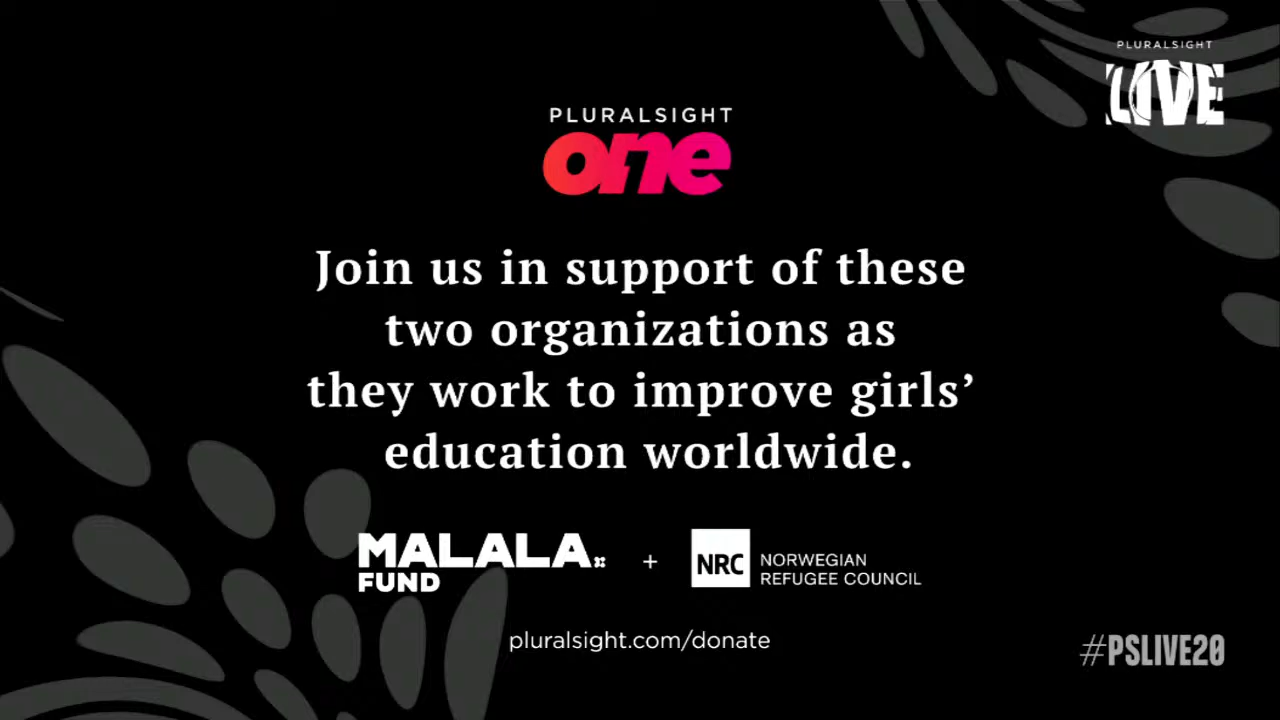 PLURALSIGHT
LIVE
PLURALSIGHT
one
Join us in support of these
two organizations as
they work to improve girls’
education worldwide.
MALALA
FUND
+
NRC
NORWEGIAN
REFUGEE COUNCIL
pluralsight.com/donate
#PSLIVE20